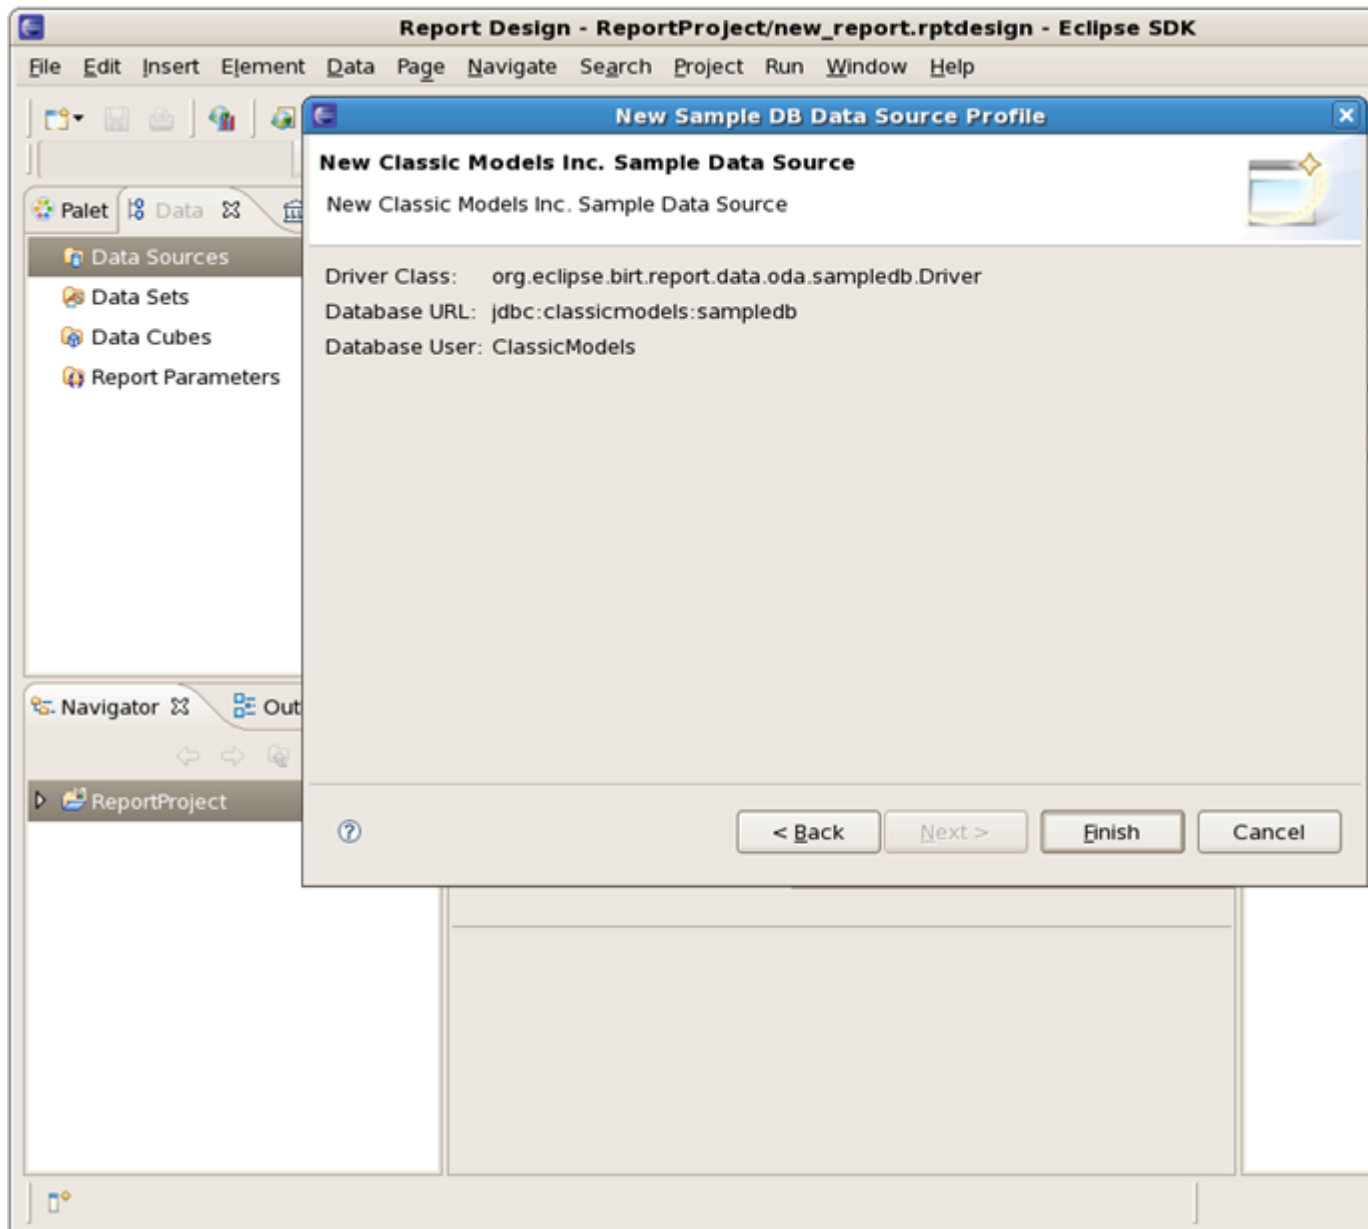 Report Design - ReportProject/new_report.rptdesign - Eclipse SDK
File Edit Insert Element Data Page Navigate Search Project Run Window Help
New Sample DB Data Source Profile
New Classic Models Inc. Sample Data Source
New Classic Models Inc. Sample Data Source
Palet Data
Data Sources
Data Sets
Data Cubes
Report Parameters
Driver Class: org.eclipse.birt.report.data.oda.sampledb.Driver
Database URL: jdbc:classicmodels:sampledb
Database User: ClassicModels
Navigator Out
ReportProject
< Back Next > Finish Cancel